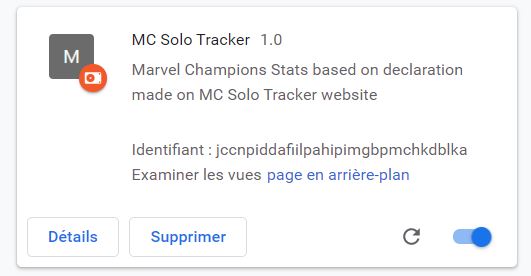 M
MC Solo Tracker 1.0
Marvel Champions Stats based on declaration
made on MC Solo Tracker website
Identifiant : jccnpiddafiilpahipimgbpmchkdblka
Examiner les vues page en arrière-plan
Détails
Supprimer